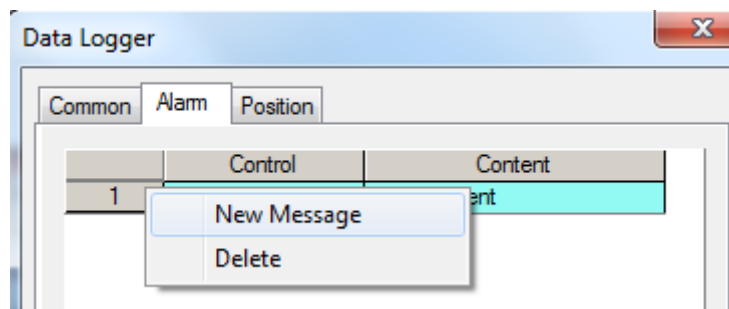 Data Logger
Common Alarm Position
Control Content
1
New Message
Delete